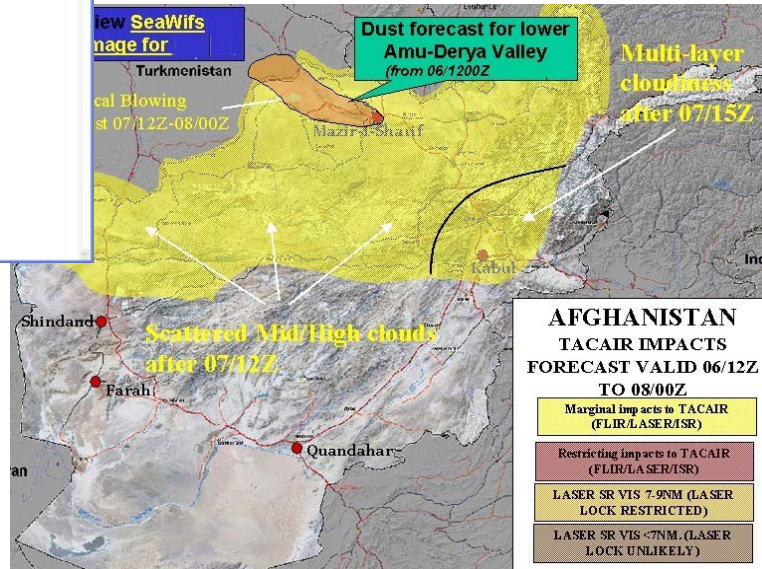 iew SeaWifs
mage for
Dust forecast for lower
Amu-Derya Valley
(from 06/1200Z)
Turkmenistan
cal Blowing
st 07/12Z-08/00Z
Mazir-I-Sharif
Multi-layer
cloudiness
after 07/15Z
Kabul
Ind
Shindand
Scattered Mid/High clouds
after 07/12Z
Farah
Quandahar
ran
AFGHANISTAN
TACAIR IMPACTS
FORECAST VALID 06/12Z
TO 08/00Z
Marginal impacts to TACAIR
(FLIR/LASER/ISR)
Restricting impacts to TACAIR
(FLIR/LASER/ISR)
LASER SR VIS 7-9NM (LASER
LOCK RESTRICTED)
LASER SR VIS <7NM. (LASER
LOCK UNLIKELY)